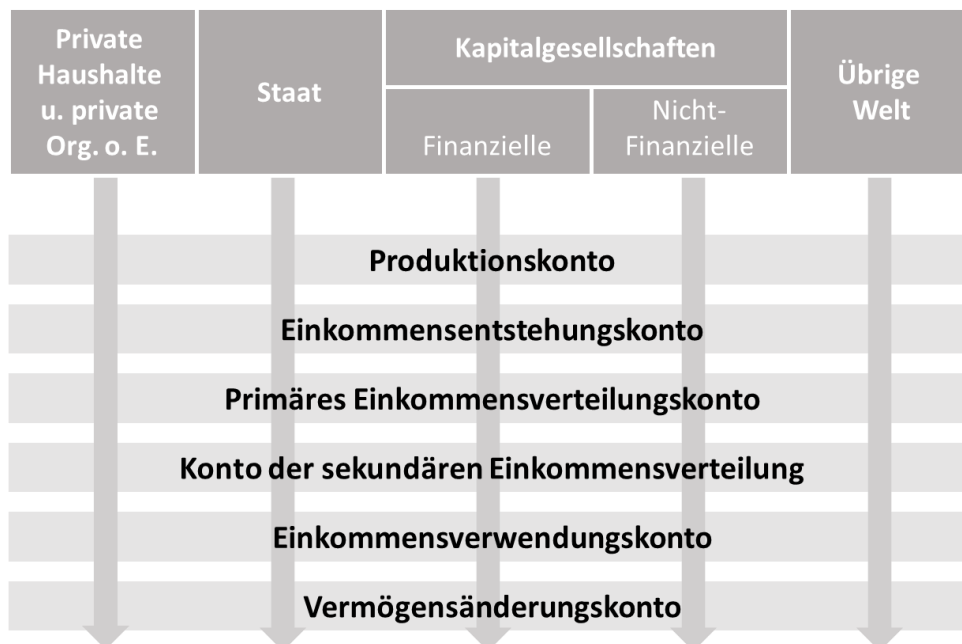 Private
Haushalte
u. private
Org. o. E.
Staat
Kapitalgesellschaften
Finanzielle
Nicht-
Finanzielle
Übrige
Welt
Produktionskonto
Einkommensentstehungskonto
Primäres Einkommensverteilungskonto
Konto der sekundären Einkommensverteilung
Einkommensverwendungskonto
Vermögensänderungskonto